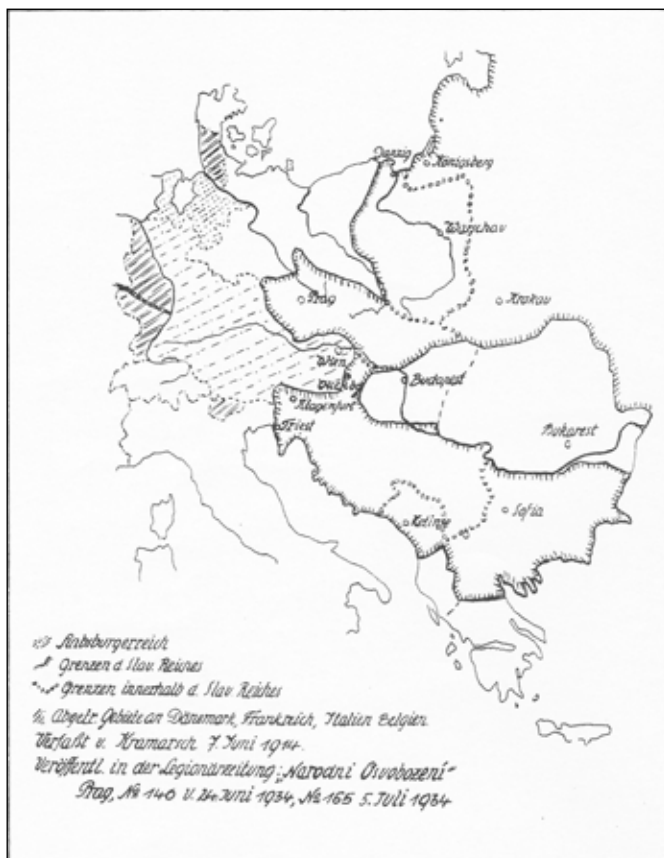 Danzig
Königsberg
Warschau
Krakau
Prag
Wien
Budapest
Klagenfurt
Triest
Bukarest
Sofia
Habsburgerreich
Grenzen d. Slav. Reiches
Grenzen innerhalb d. Slav. Reiches
Abgetr. Gebiete an Dänemark, Frankreich, Italien Belgien
Verfaßt v. Kramarsch 7. Juni 1914.
Veröffentl. in der Legionärzeitung: „Narodni Osvobozeni"
Prag, No 140 v. 24. Juni 1934, No 165 5. Juli 1934